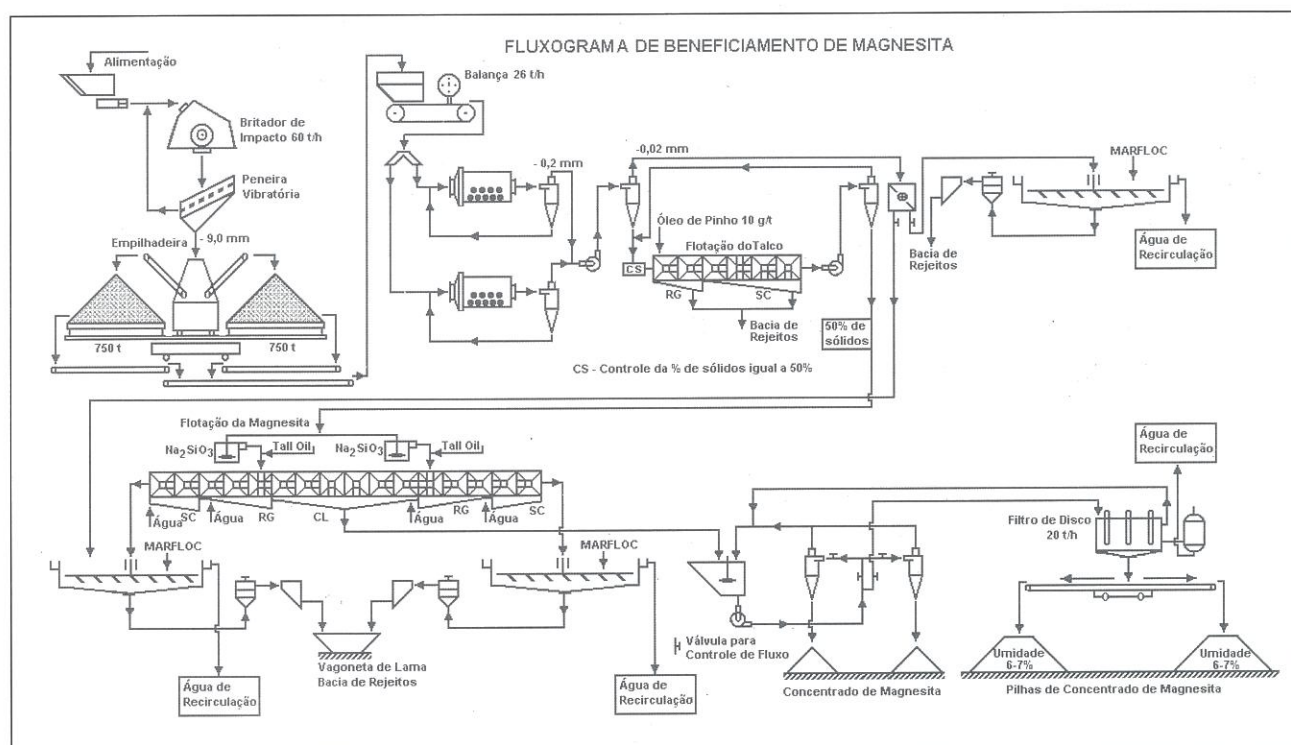 FLUXOGRAMA DE BENEFICIAMENTO DE MAGNESITA
Alimentação
Britador de
Impacto 60 t/h
Peneira
Vibratória
- 9,0 mm
Empilhadeira
750 t
750 t
Balança 26 t/h
- 0,2 mm
-0,02 mm
Óleo de Pinho 10 g/t
Flotação do Talco
CS
RG
SC
Bacia de
Rejeitos
50% de
sólidos
CS - Controle da % de sólidos igual a 50%
MARFLOC
Bacia de
Rejeitos
Água de
Recirculação
Flotação da Magnesita
Na2SiO3
Tall Oil
Na2SiO3
Tall Oil
Água
SC
Água
RG
CL
Água
RG
Água
SC
MARFLOC
MARFLOC
Vagoneta de Lama
Bacia de Rejeitos
Água de
Recirculação
Água de
Recirculação
Válvula para
Controle de Fluxo
Concentrado de Magnesita
Água de
Recirculação
Filtro de Disco
20 t/h
Umidade
6-7%
Umidade
6-7%
Pilhas de Concentrado de Magnesita